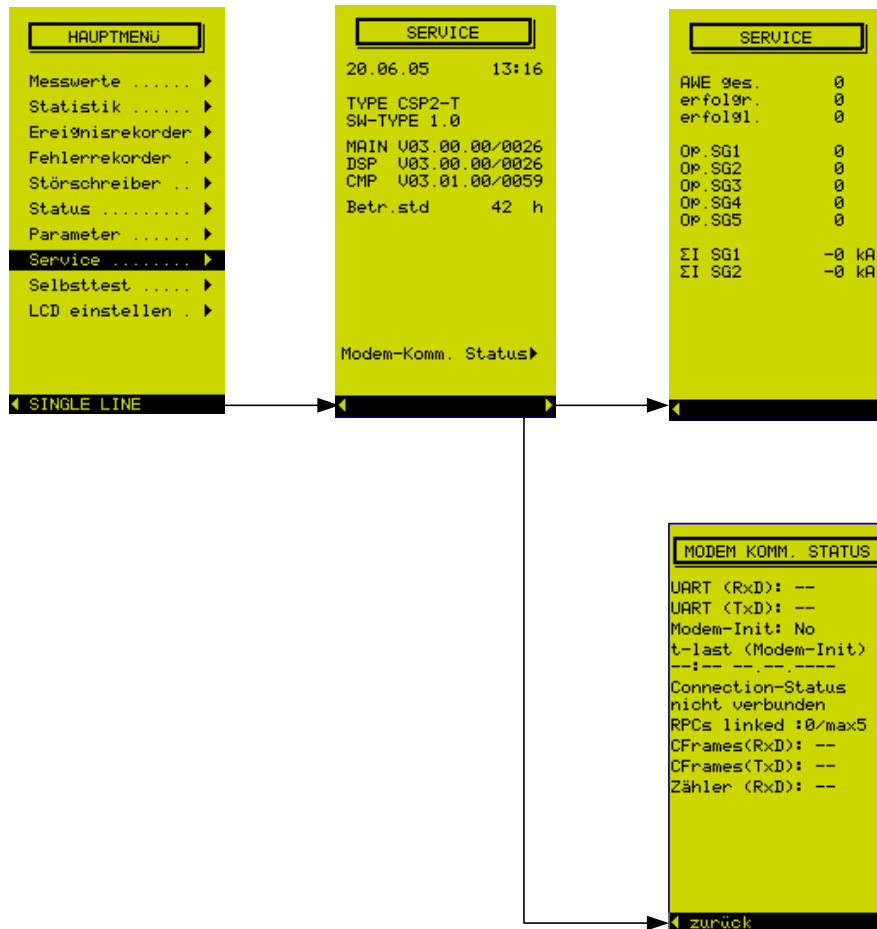 HAUPTMENÜ
Messwerte ......
Statistik ......
Ereignisrekorder
Fehlerrekorder .
Störschreiber ..
Status .........
Parameter ......
Service ........
Selbsttest .....
LCD einstellen .
SINGLE LINE
SERVICE
20.06.05 13:16
TYPE CSP2-T
SW-TYPE 1.0
MAIN V03.00.00/0026
DSP V03.00.00/0026
CMP V03.01.00/0059
Betr.std 42 h
Modem-Komm. Status
SERVICE
AWE ges. 0
erfolgr. 0
erfolgl. 0
Op.SG1 0
Op.SG2 0
Op.SG3 0
Op.SG4 0
Op.SG5 0
ΣI SG1 -0 kA
ΣI SG2 -0 kA
MODEM KOMM. STATUS
UART (RxD): --
UART (TxD): --
Modem-Init: No
t-last (Modem-Init)
--:-- --.--.----
Connection-Status
nicht verbunden
RPCs linked :0/max5
CFrames(RxD): --
CFrames(TxD): --
Zähler (RxD): --
zurück